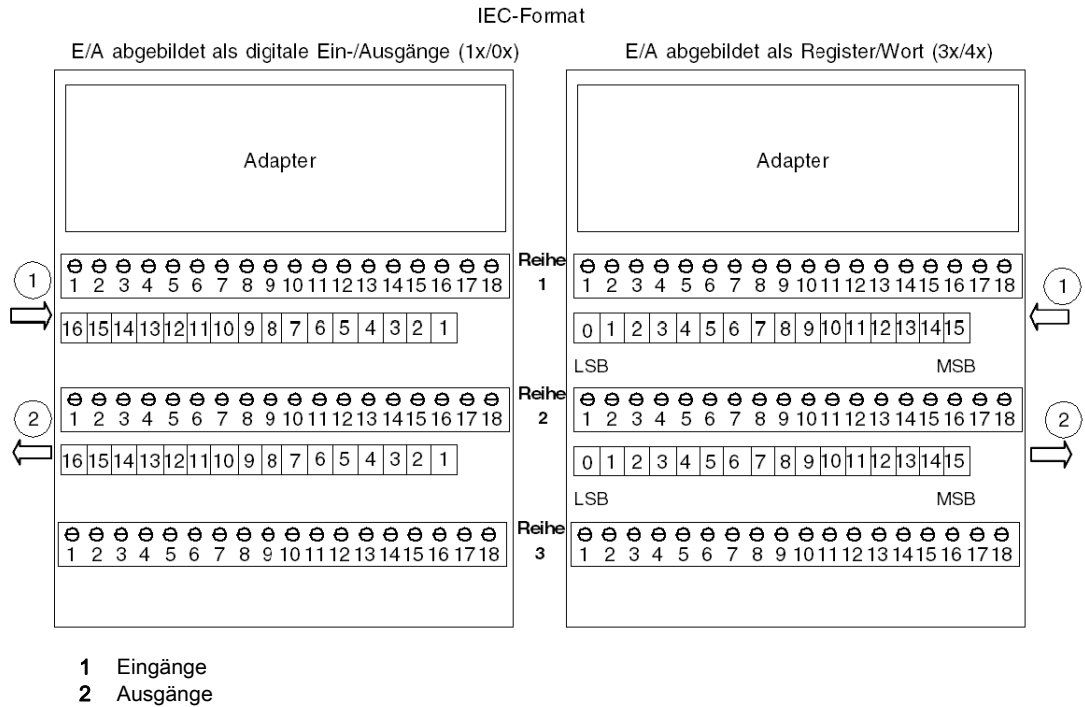 IEC-Format
E/A abgebildet als digitale Ein-/Ausgänge (1x/0x)
E/A abgebildet als Register/Wort (3x/4x)
Adapter
Adapter
1
1 2 3 4 5 6 7 8 9 10 11 12 13 14 15 16 17 18
Reihe
1
1 2 3 4 5 6 7 8 9 10 11 12 13 14 15 16 17 18
1
16 15 14 13 12 11 10 9 8 7 6 5 4 3 2 1
0 1 2 3 4 5 6 7 8 9 10 11 12 13 14 15
LSB MSB
2
1 2 3 4 5 6 7 8 9 10 11 12 13 14 15 16 17 18
Reihe
2
1 2 3 4 5 6 7 8 9 10 11 12 13 14 15 16 17 18
2
16 15 14 13 12 11 10 9 8 7 6 5 4 3 2 1
0 1 2 3 4 5 6 7 8 9 10 11 12 13 14 15
LSB MSB
1 2 3 4 5 6 7 8 9 10 11 12 13 14 15 16 17 18
Reihe
3
1 2 3 4 5 6 7 8 9 10 11 12 13 14 15 16 17 18
1 Eingänge
2 Ausgänge